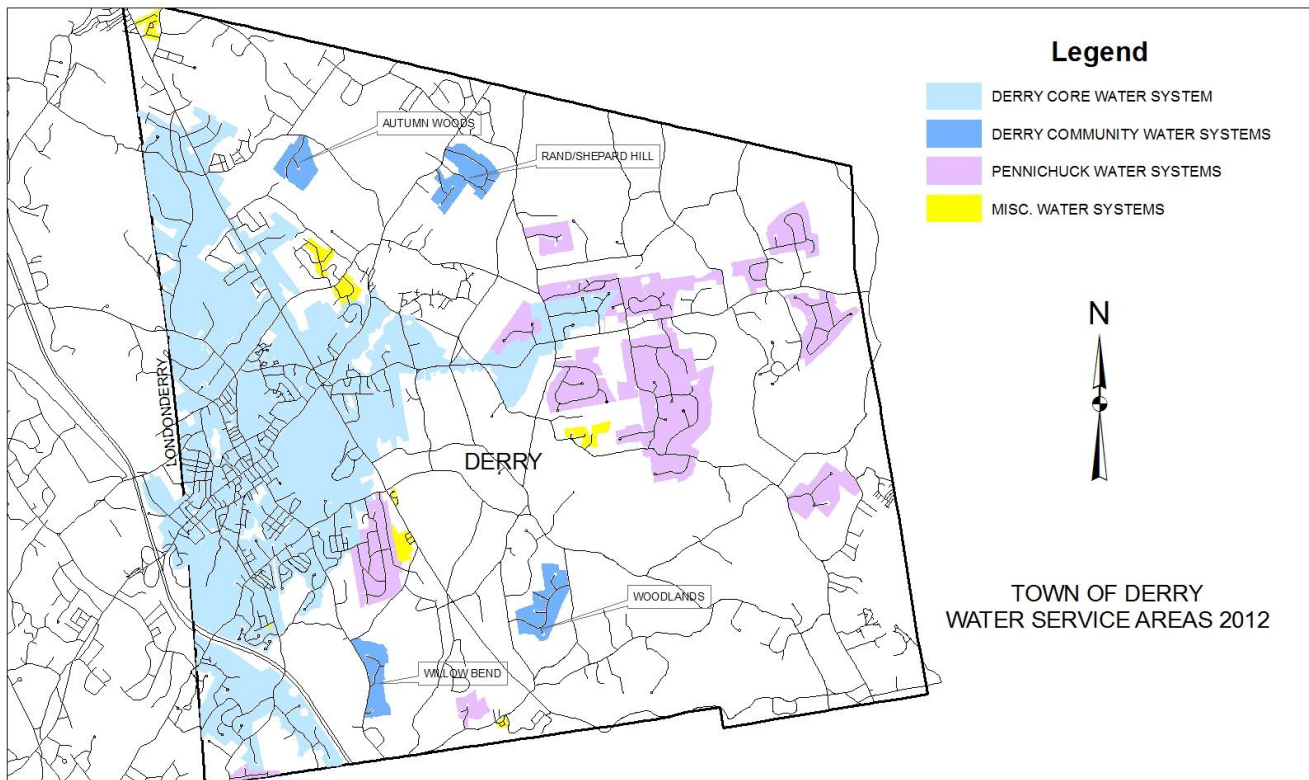 Legend
DERRY CORE WATER SYSTEM
DERRY COMMUNITY WATER SYSTEMS
PENNICHUCK WATER SYSTEMS
MISC. WATER SYSTEMS
AUTUMN WOODS
RAND/SHEPARD HILL
N
LONDONDERRY
DERRY
WOODLANDS
WILLOW BEND
TOWN OF DERRY
WATER SERVICE AREAS 2012